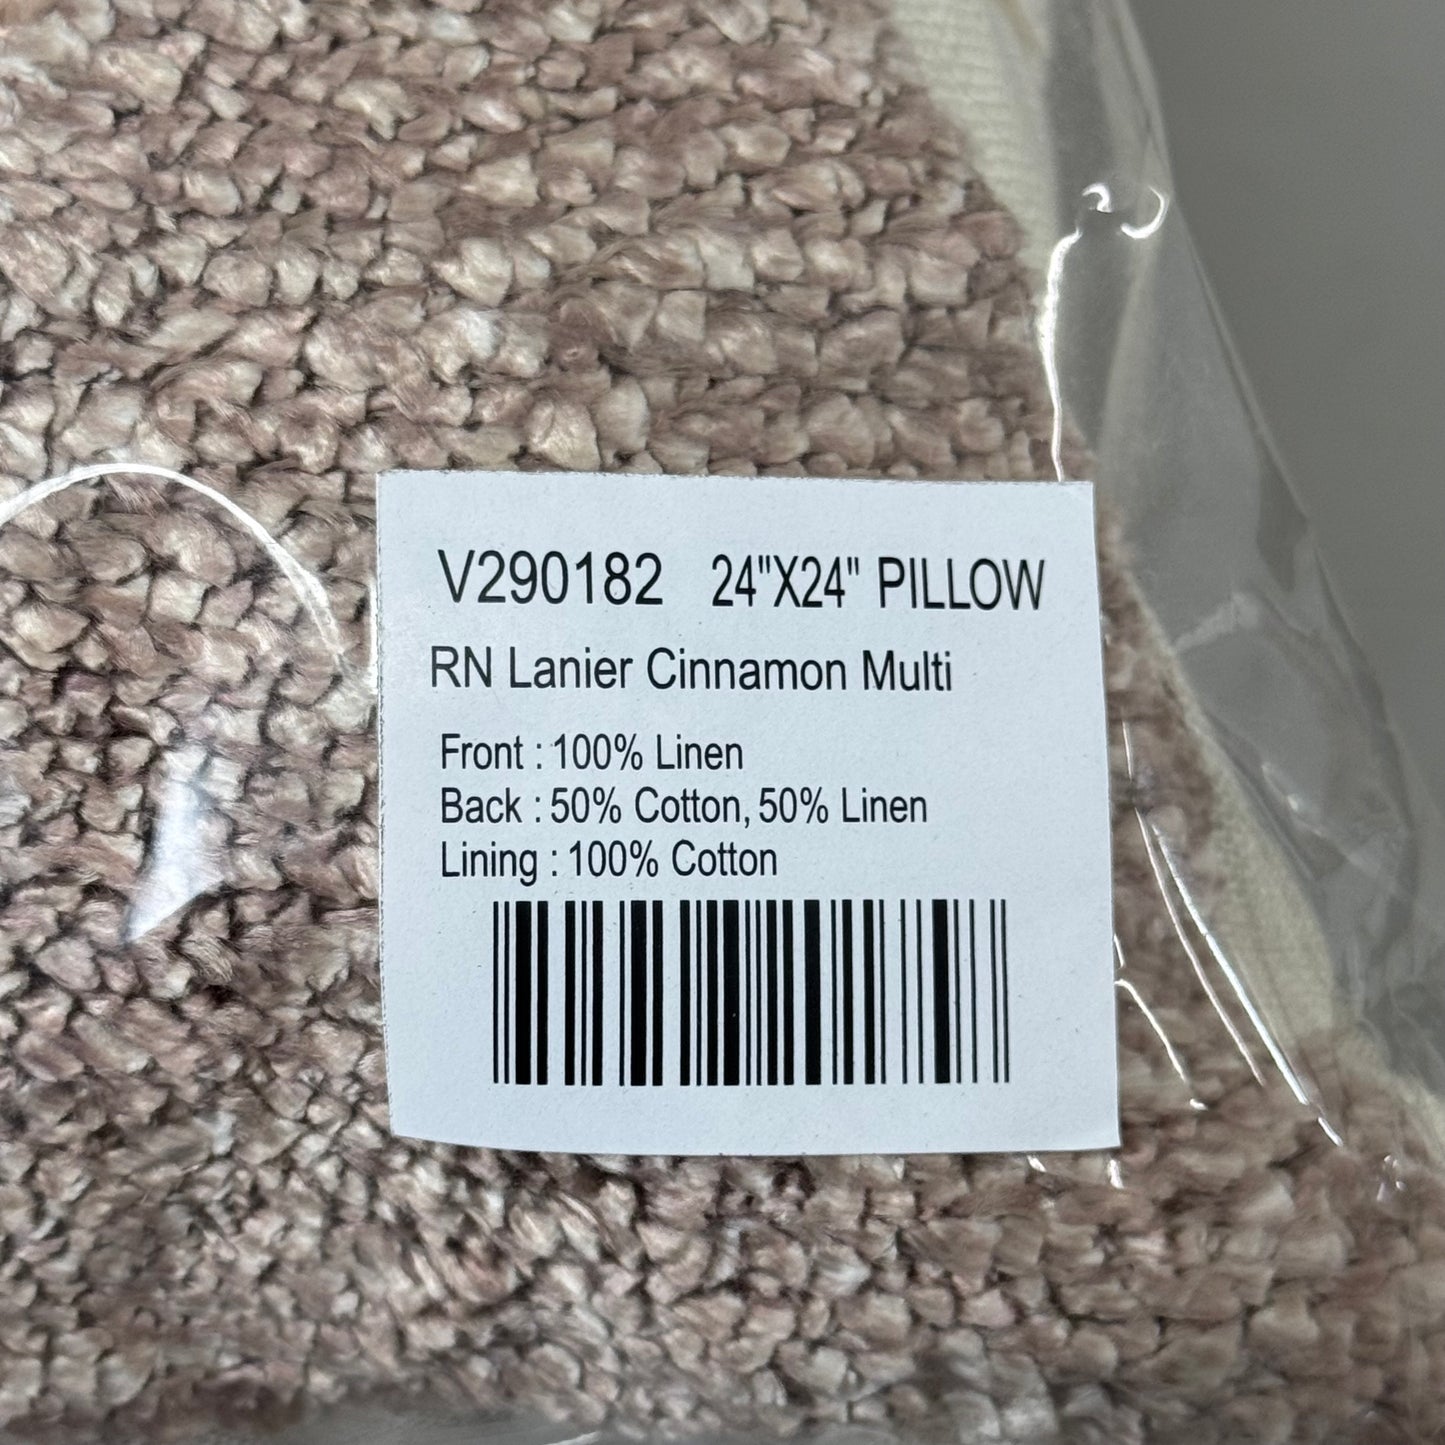 V290182 24"X24" PILLOW
RN Lanier Cinnamon Multi
Front : 100% Linen
Back : 50% Cotton, 50% Linen
Lining : 100% Cotton